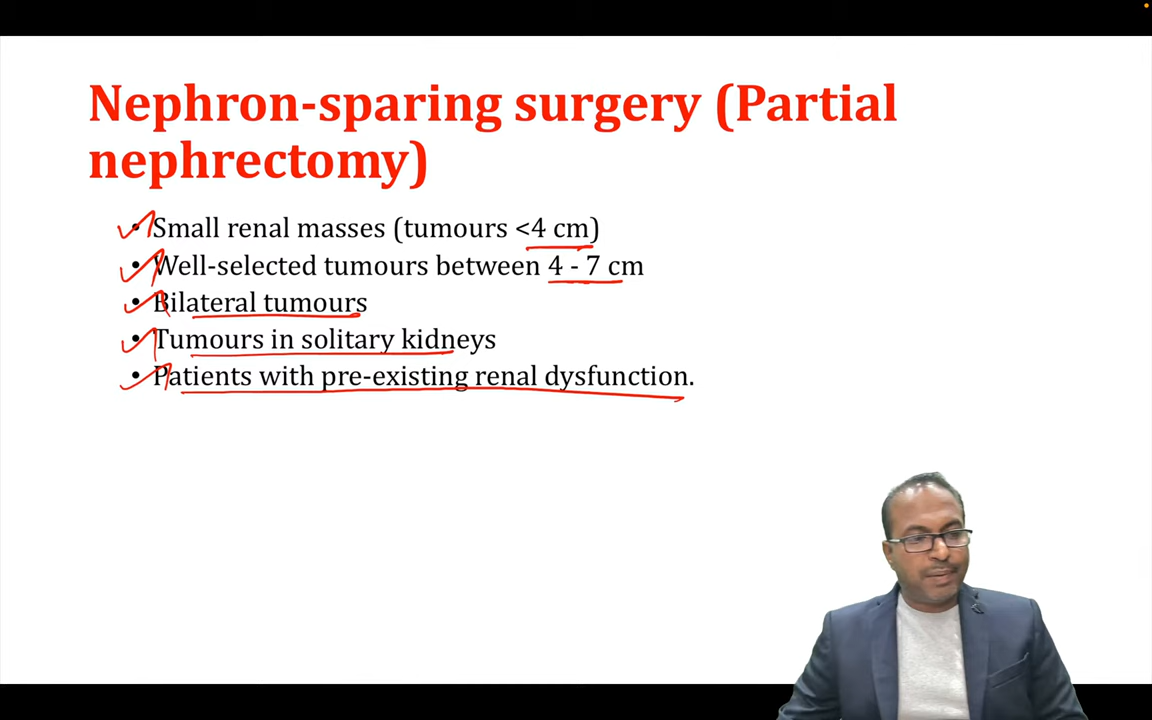 Nephron-sparing surgery (Partial
nephrectomy)
• Small renal masses (tumours <4 cm)
• Well-selected tumours between 4 - 7 cm
• Bilateral tumours
• Tumours in solitary kidneys
• Patients with pre-existing renal dysfunction.